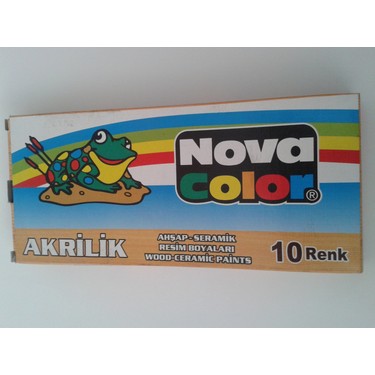 NOVA
COLOR®
AKRİLİK
AHŞAP-SERAMİK
RESİM BOYALARI
WOOD-CERAMIC PAINTS
10 Renk